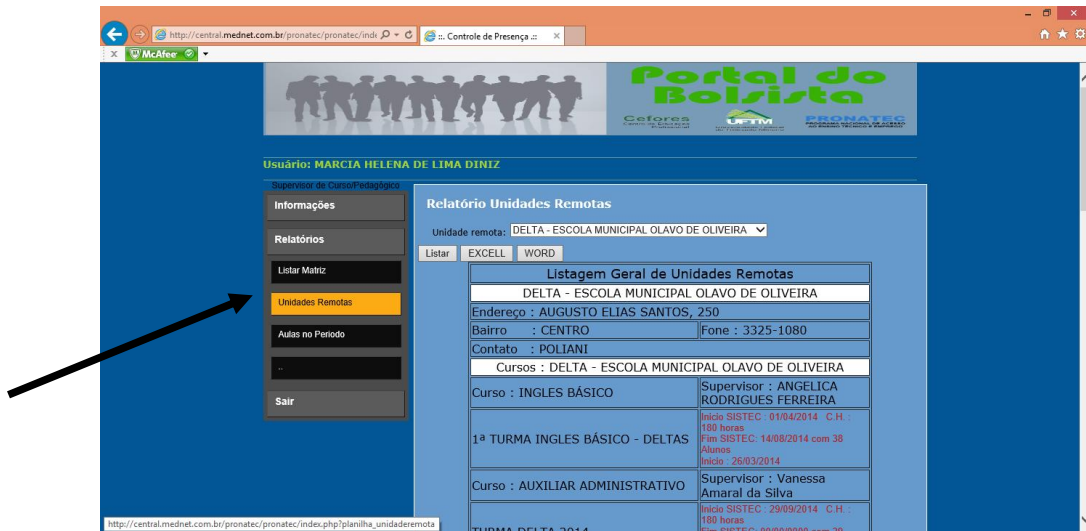 http://central.mednet.com.br/pronatec/pronatec/inde
::. Controle de Presença .::
McAfee
Portal do
Bolsista
Cefores
UFTM
PRONATEC
Usuário: MARCIA HELENA DE LIMA DINIZ
Supervisor de Curso/Pedagógico
Informações
Relatórios
Listar Matriz
Unidades Remotas
Aulas no Periodo
..
Sair
Relatório Unidades Remotas
Unidade remota: DELTA - ESCOLA MUNICIPAL OLAVO DE OLIVEIRA
Listar EXCELL WORD
Listagem Geral de Unidades Remotas
DELTA - ESCOLA MUNICIPAL OLAVO DE OLIVEIRA
Endereço : AUGUSTO ELIAS SANTOS, 250
Bairro : CENTRO Fone : 3325-1080
Contato : POLIANI
Cursos : DELTA - ESCOLA MUNICIPAL OLAVO DE OLIVEIRA
Curso : INGLES BÁSICO
Supervisor : ANGELICA
RODRIGUES FERREIRA
1ª TURMA INGLES BÁSICO - DELTAS
Inicio SISTEC : 01/04/2014 C.H. :
180 horas
Fim SISTEC: 14/08/2014 com 38
Alunos
Inicio : 26/03/2014
Curso : AUXILIAR ADMINISTRATIVO
Supervisor : Vanessa
Amaral da Silva
TURMA DELTA 2014
Inicio SISTEC : 29/09/2014 C.H. :
180 horas
http://central.mednet.com.br/pronatec/pronatec/index.php?planilha_unidaderemota